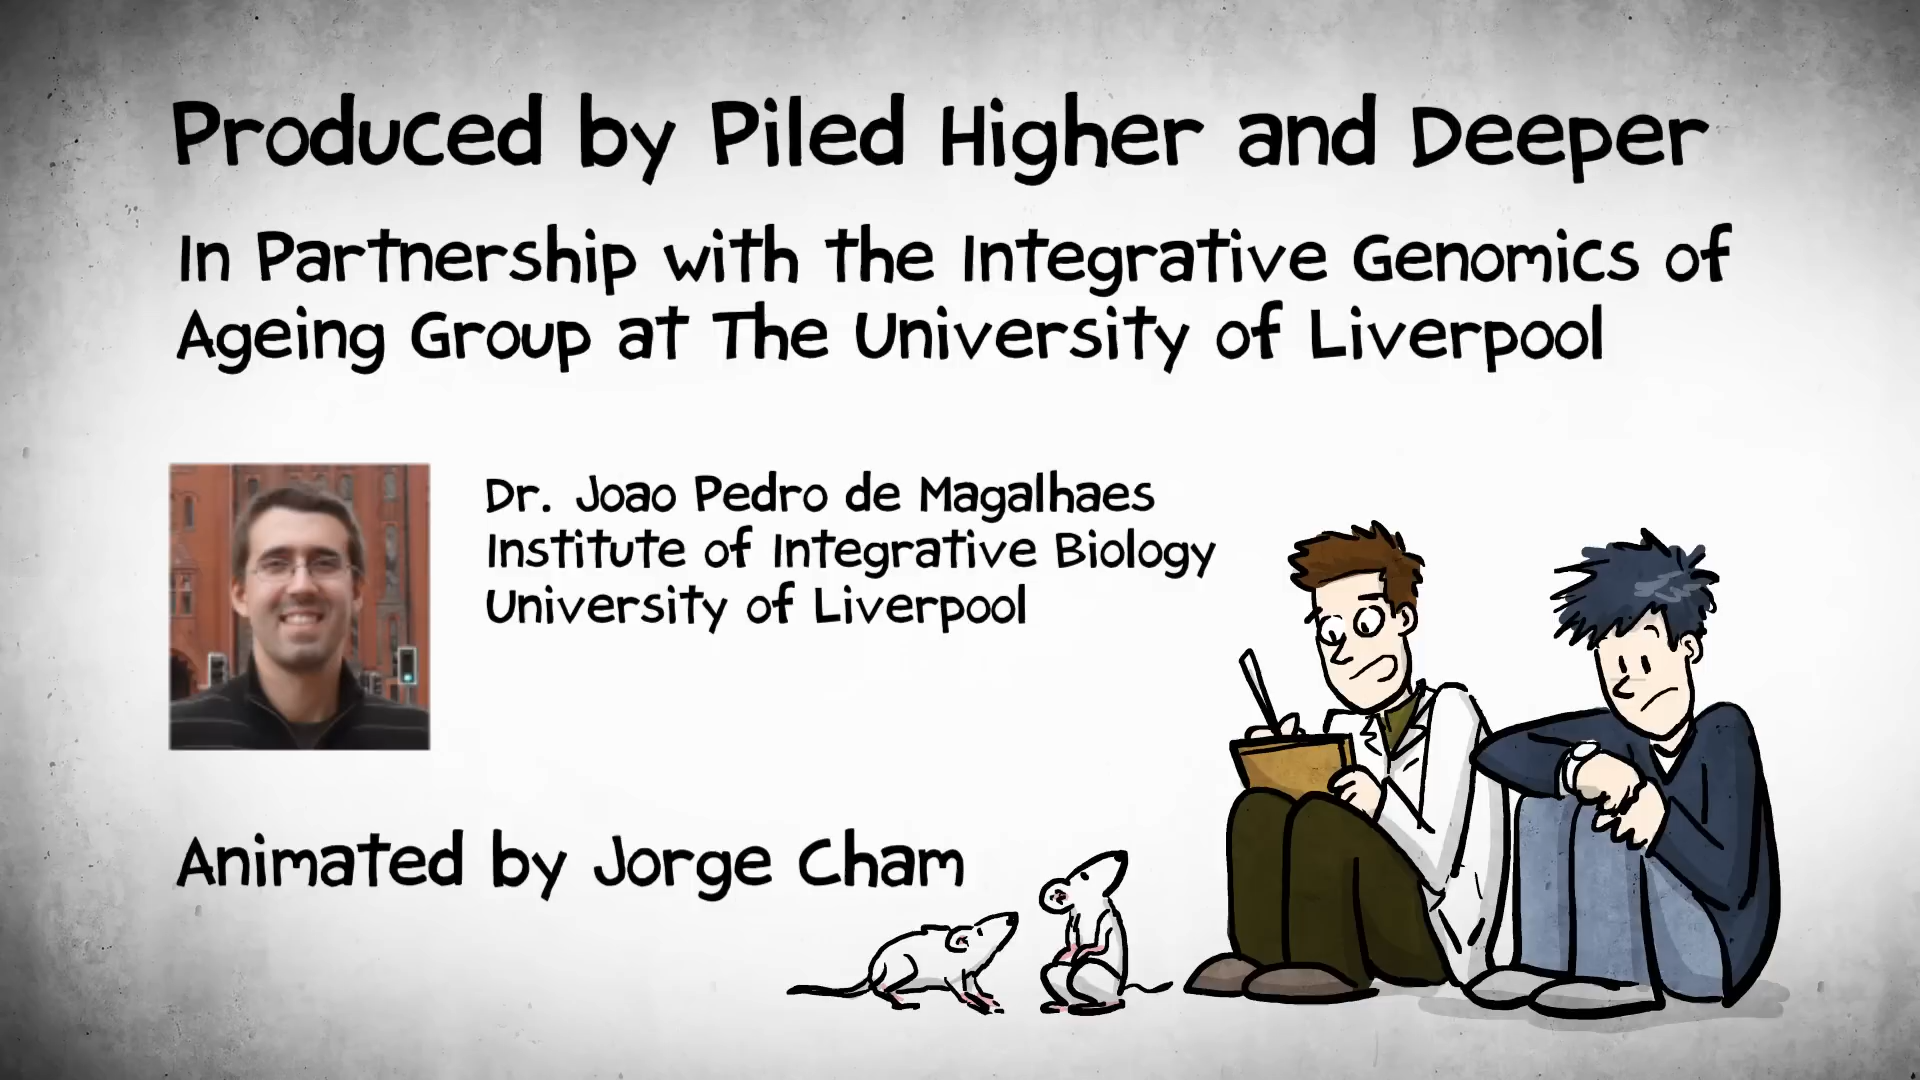 Produced by Piled Higher and Deeper
In Partnership with the Integrative Genomics of
Ageing Group at The University of Liverpool
Dr. Joao Pedro de Magalhaes
Institute of Integrative Biology
University of Liverpool
Animated by Jorge Cham